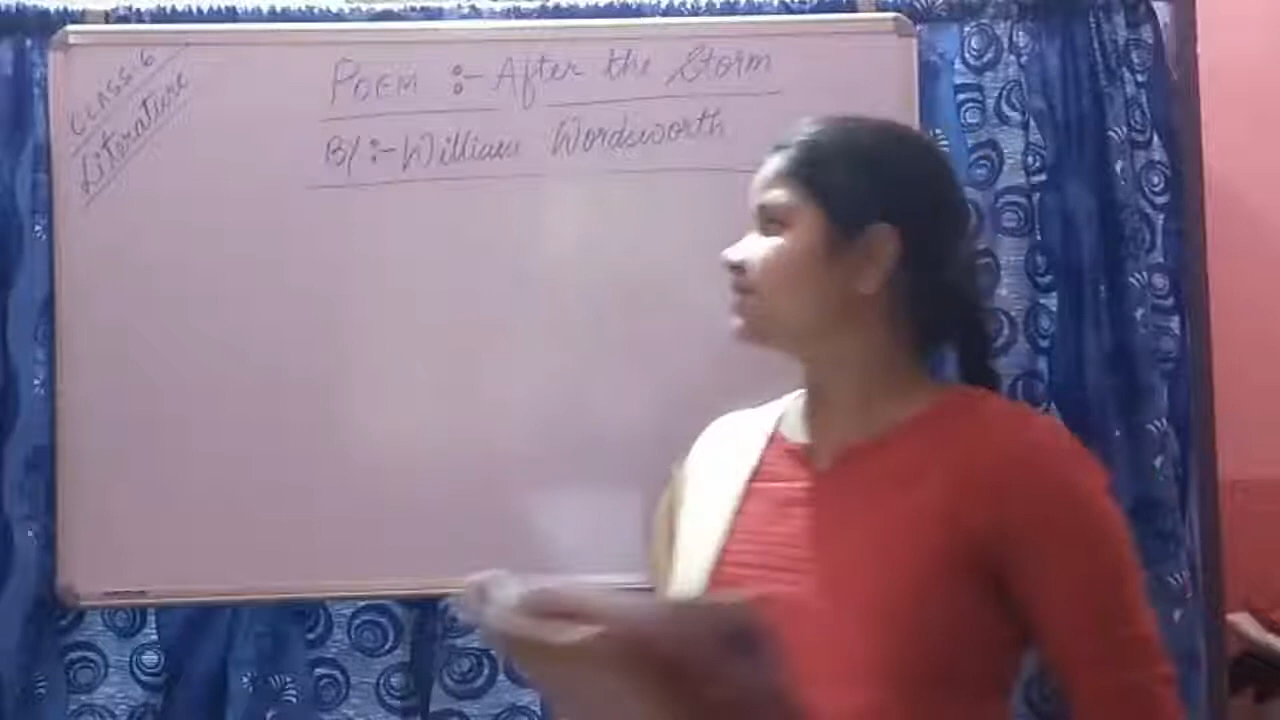 CLASS-6
Literature
POEM :- After the Storm
By :- William Wordsworth